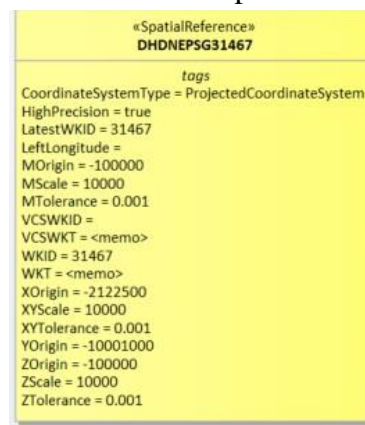 «SpatialReference»
DHDNEPSG31467
tags
CoordinateSystemType = ProjectedCoordinateSystem
HighPrecision = true
LatestWKID = 31467
LeftLongitude =
MOrigin = -100000
MScale = 10000
MTolerance = 0.001
VCSWKID =
VCSWKT = <memo>
WKID = 31467
WKT = <memo>
XOrigin = -2122500
XYScale = 10000
XYTolerance = 0.001
YOrigin = -10001000
ZOrigin = -100000
ZScale = 10000
ZTolerance = 0.001